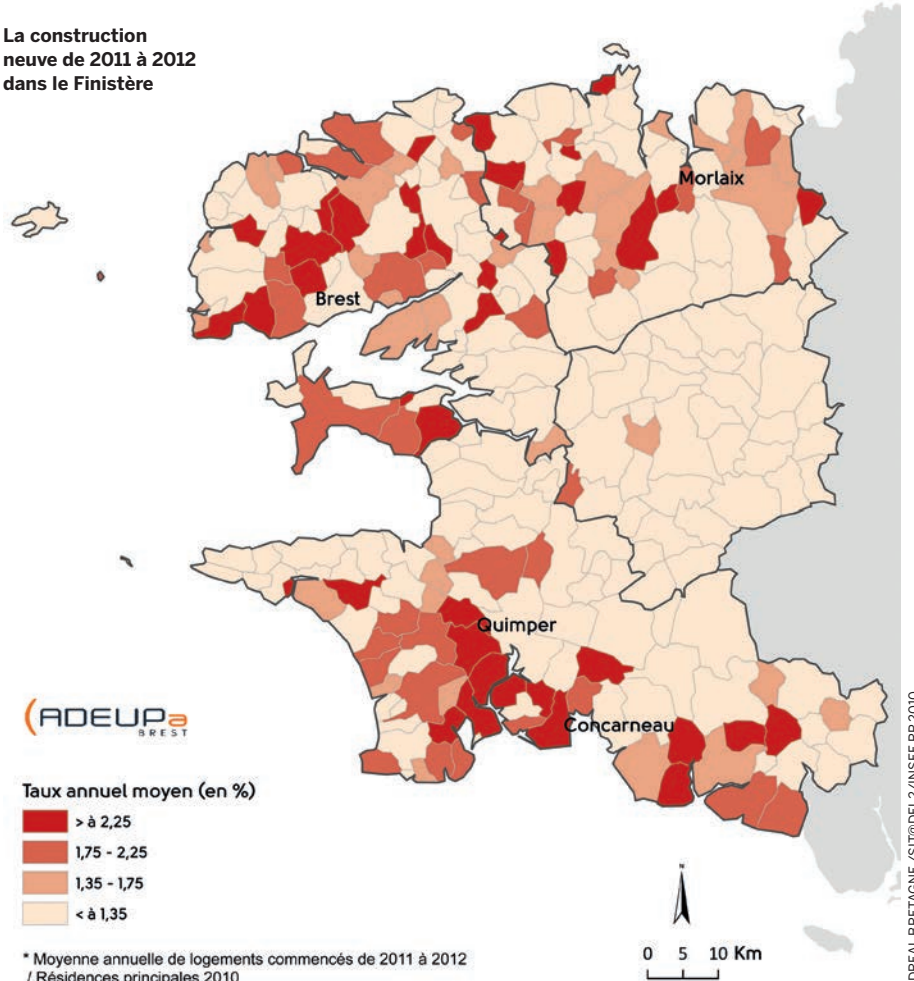 La construction
neuve de 2011 à 2012
dans le Finistère
Morlaix
Brest
Quimper
Concarneau
ADEUPa
BREST
Taux annuel moyen (en %)
> à 2,25
1,75 - 2,25
1,35 - 1,75
< à 1,35
* Moyenne annuelle de logements commencés de 2011 à 2012
/ Résidences principales 2010
N
0 5 10 Km
DREAL BRETAGNE /SIT@DEL2/INSEE RP 2010